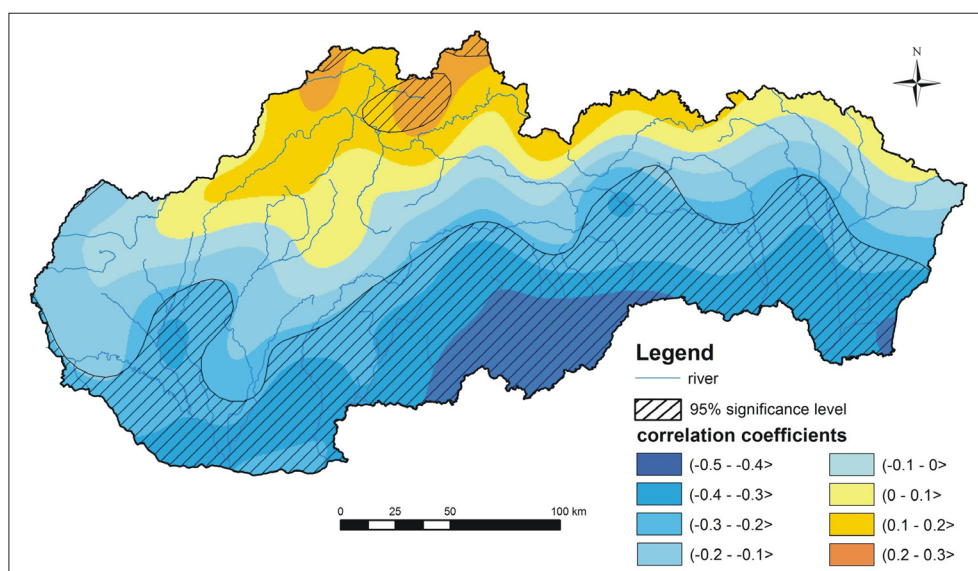 N
Legend
river
95% significance level
correlation coefficients
(-0.5 - -0.4>
(-0.4 - -0.3>
(-0.3 - -0.2>
(-0.2 - -0.1>
(-0.1 - 0>
(0 - 0.1>
(0.1 - 0.2>
(0.2 - 0.3>
0 25 50 100 km